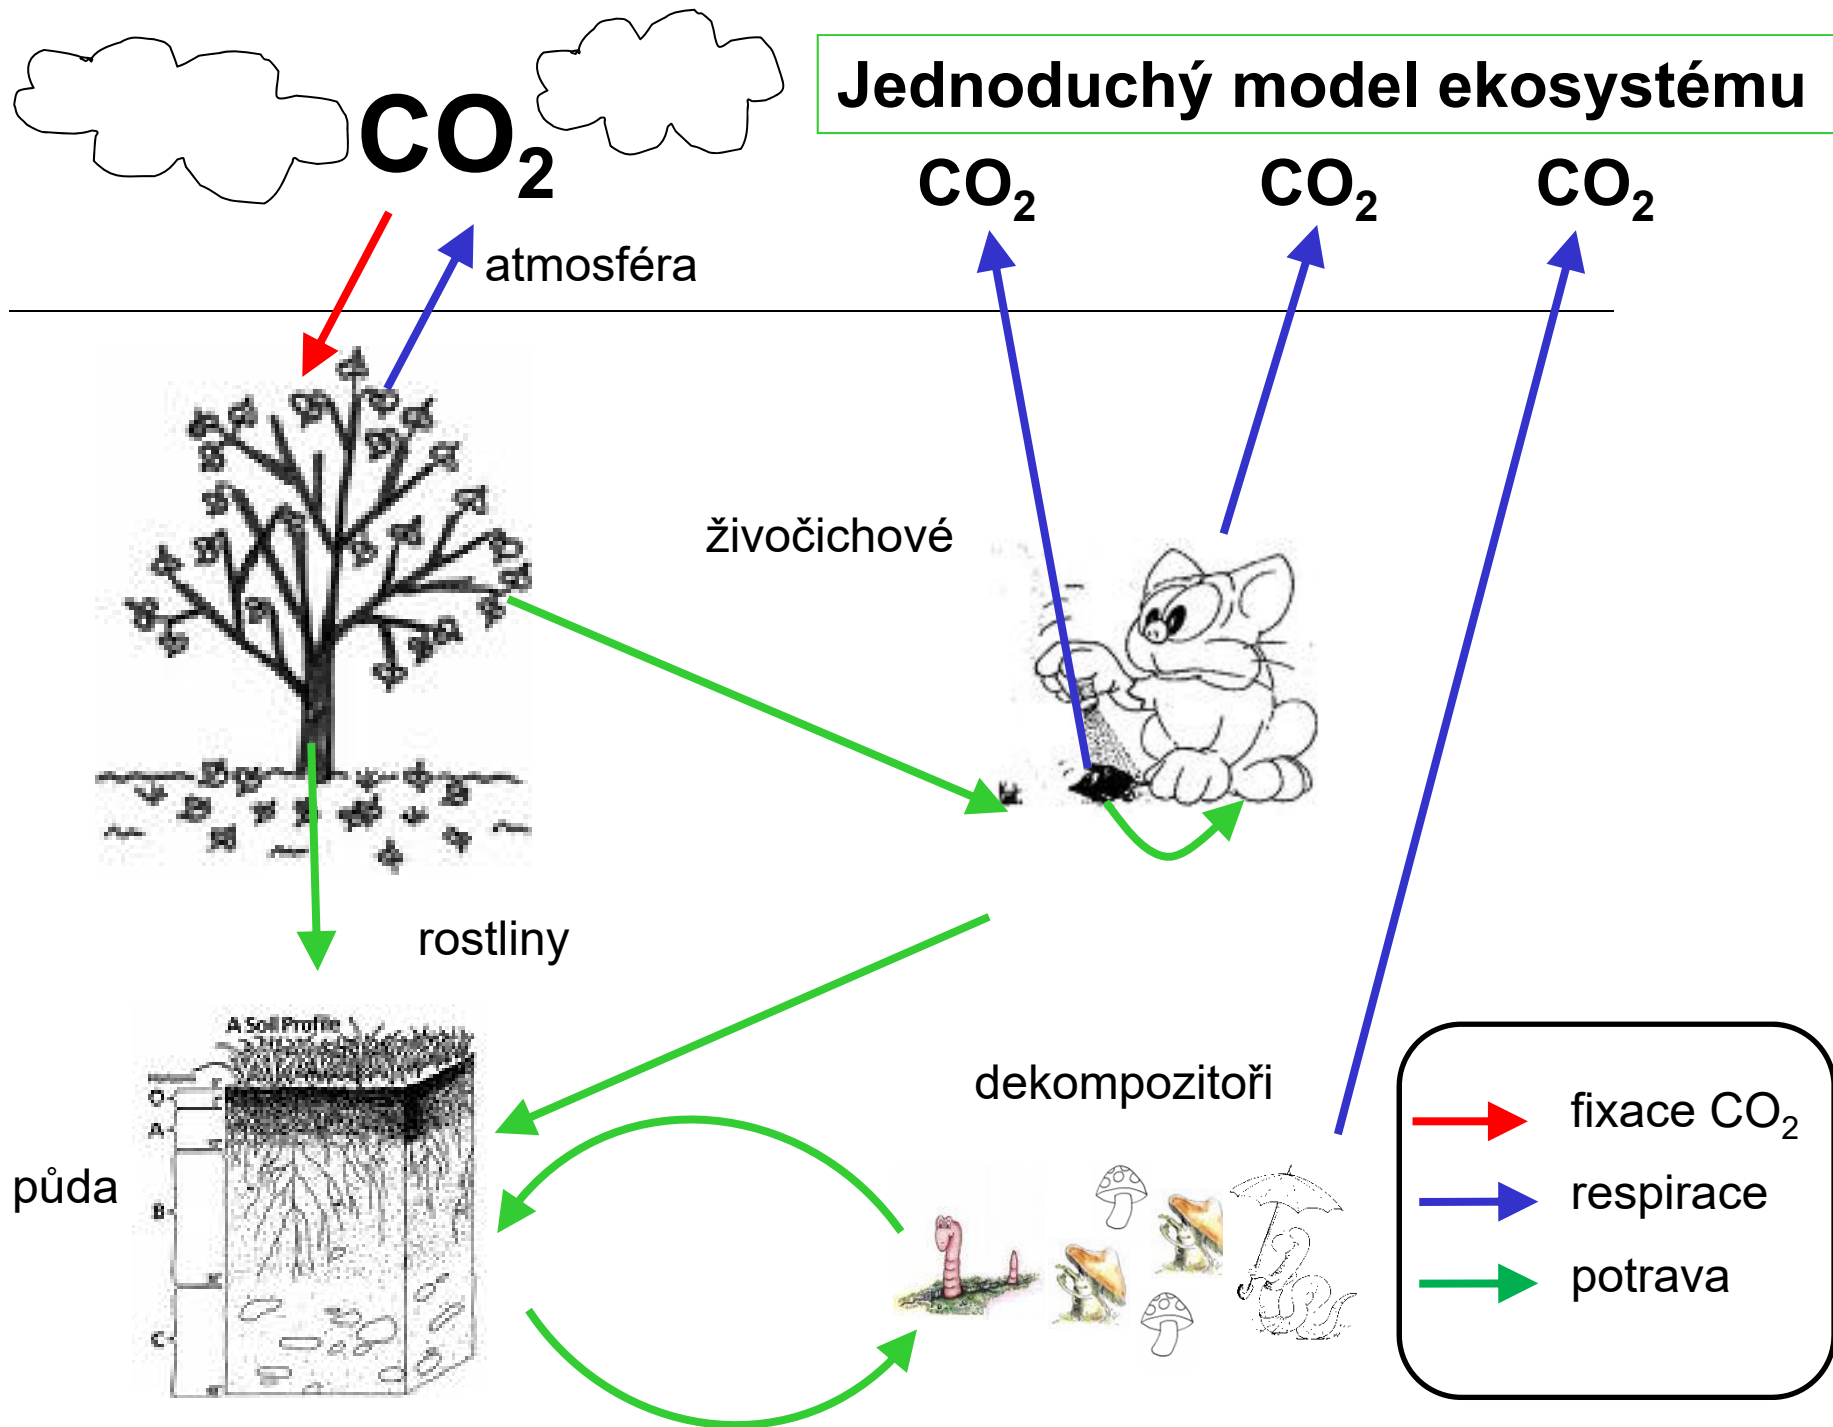 Jednoduchý model ekosystému
CO₂
CO₂
CO₂
CO₂
atmosféra
živočichové
rostliny
A Soil Profile
dekompozitoři
půda
O
A
B
C
fixace CO₂
respirace
potrava